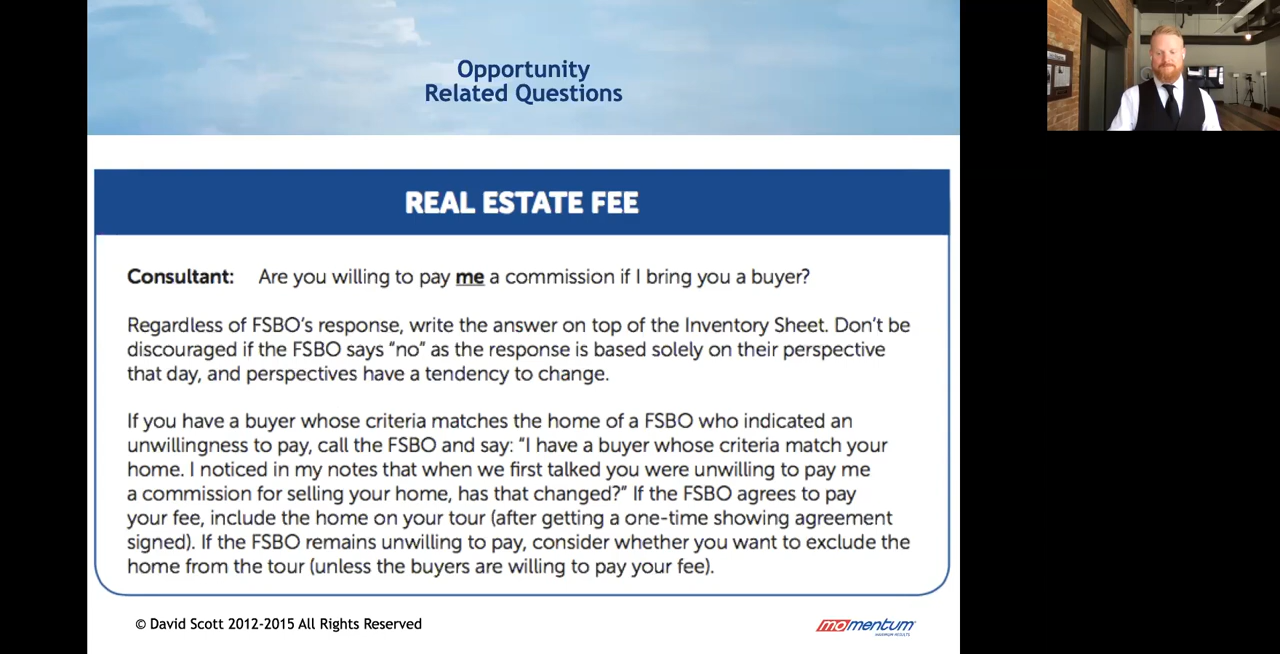 Opportunity
Related Questions
REAL ESTATE FEE
Consultant: Are you willing to pay me a commission if I bring you a buyer?
Regardless of FSBO's response, write the answer on top of the Inventory Sheet. Don't be
discouraged if the FSBO says "no" as the response is based solely on their perspective
that day, and perspectives have a tendency to change.
If you have a buyer whose criteria matches the home of a FSBO who indicated an
unwillingness to pay, call the FSBO and say: "I have a buyer whose criteria match your
home. I noticed in my notes that when we first talked you were unwilling to pay me
a commission for selling your home, has that changed?" If the FSBO agrees to pay
your fee, include the home on your tour (after getting a one-time showing agreement
signed). If the FSBO remains unwilling to pay, consider whether you want to exclude the
home from the tour (unless the buyers are willing to pay your fee).
© David Scott 2012-2015 All Rights Reserved
momentum